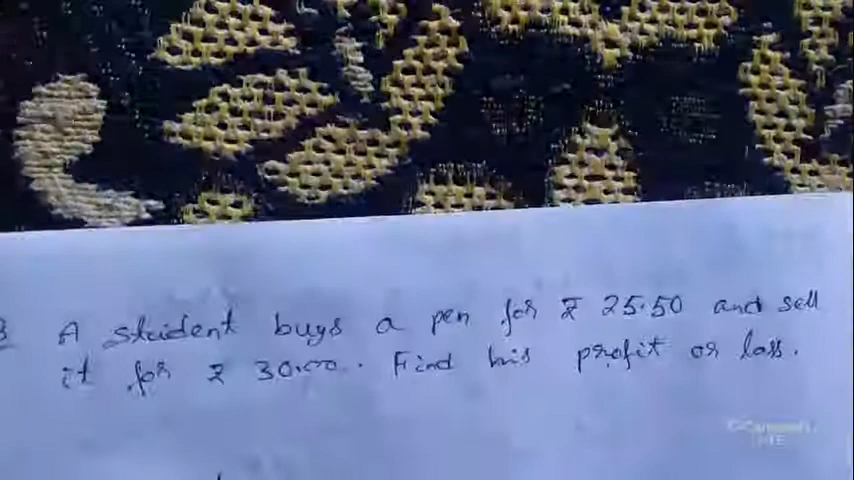 A student buys a pen for ₹ 25.50 and sell
it for ₹ 30.00. Find his profit or loss.